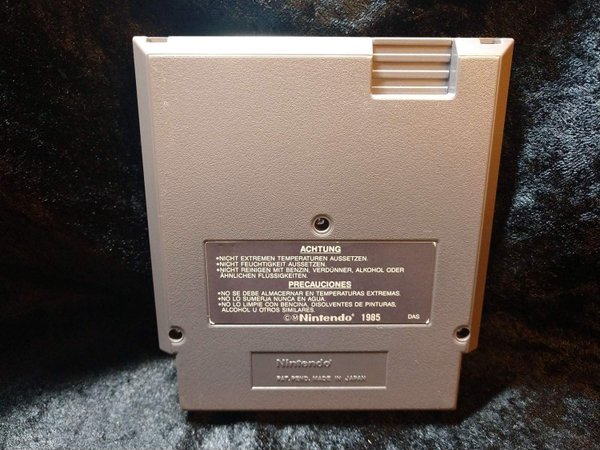 ACHTUNG
•NICHT EXTREMEN TEMPERATUREN AUSSETZEN.
•NICHT FEUCHTIGKEIT AUSSETZEN.
•NICHT REINIGEN MIT BENZIN, VERDÜNNER, ALKOHOL ODER
ÄHNLICHEN FLÜSSIGKEITEN.
PRECAUCIONES
•NO SE DEBE ALMACERNAR EN TEMPERATURAS EXTREMAS.
•NO LO SUMERJA NUNCA EN AGUA.
•NO LO LIMPIE CON BENCINA, DISOLVENTES DE PINTURAS,
ALCOHOL U OTROS SIMILARES.
©Ⓜ Nintendo® 1985 DAS
Nintendo®
PAT. PEND. MADE IN JAPAN